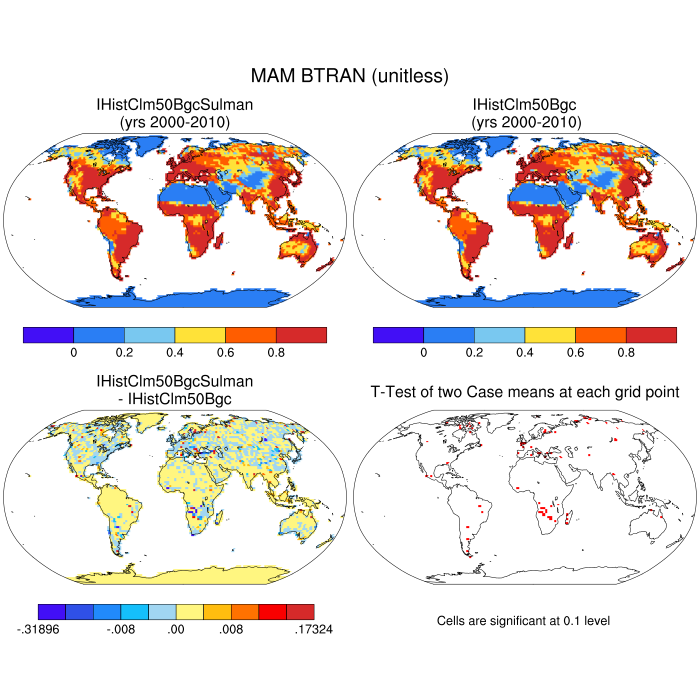 MAM BTRAN (unitless)
IHistClm50BgcSulman
(yrs 2000-2010)
IHistClm50Bgc
(yrs 2000-2010)
0 0.2 0.4 0.6 0.8
0 0.2 0.4 0.6 0.8
IHistClm50BgcSulman
- IHistClm50Bgc
T-Test of two Case means at each grid point
-.31896 -.008 .00 .008 .17324
Cells are significant at 0.1 level